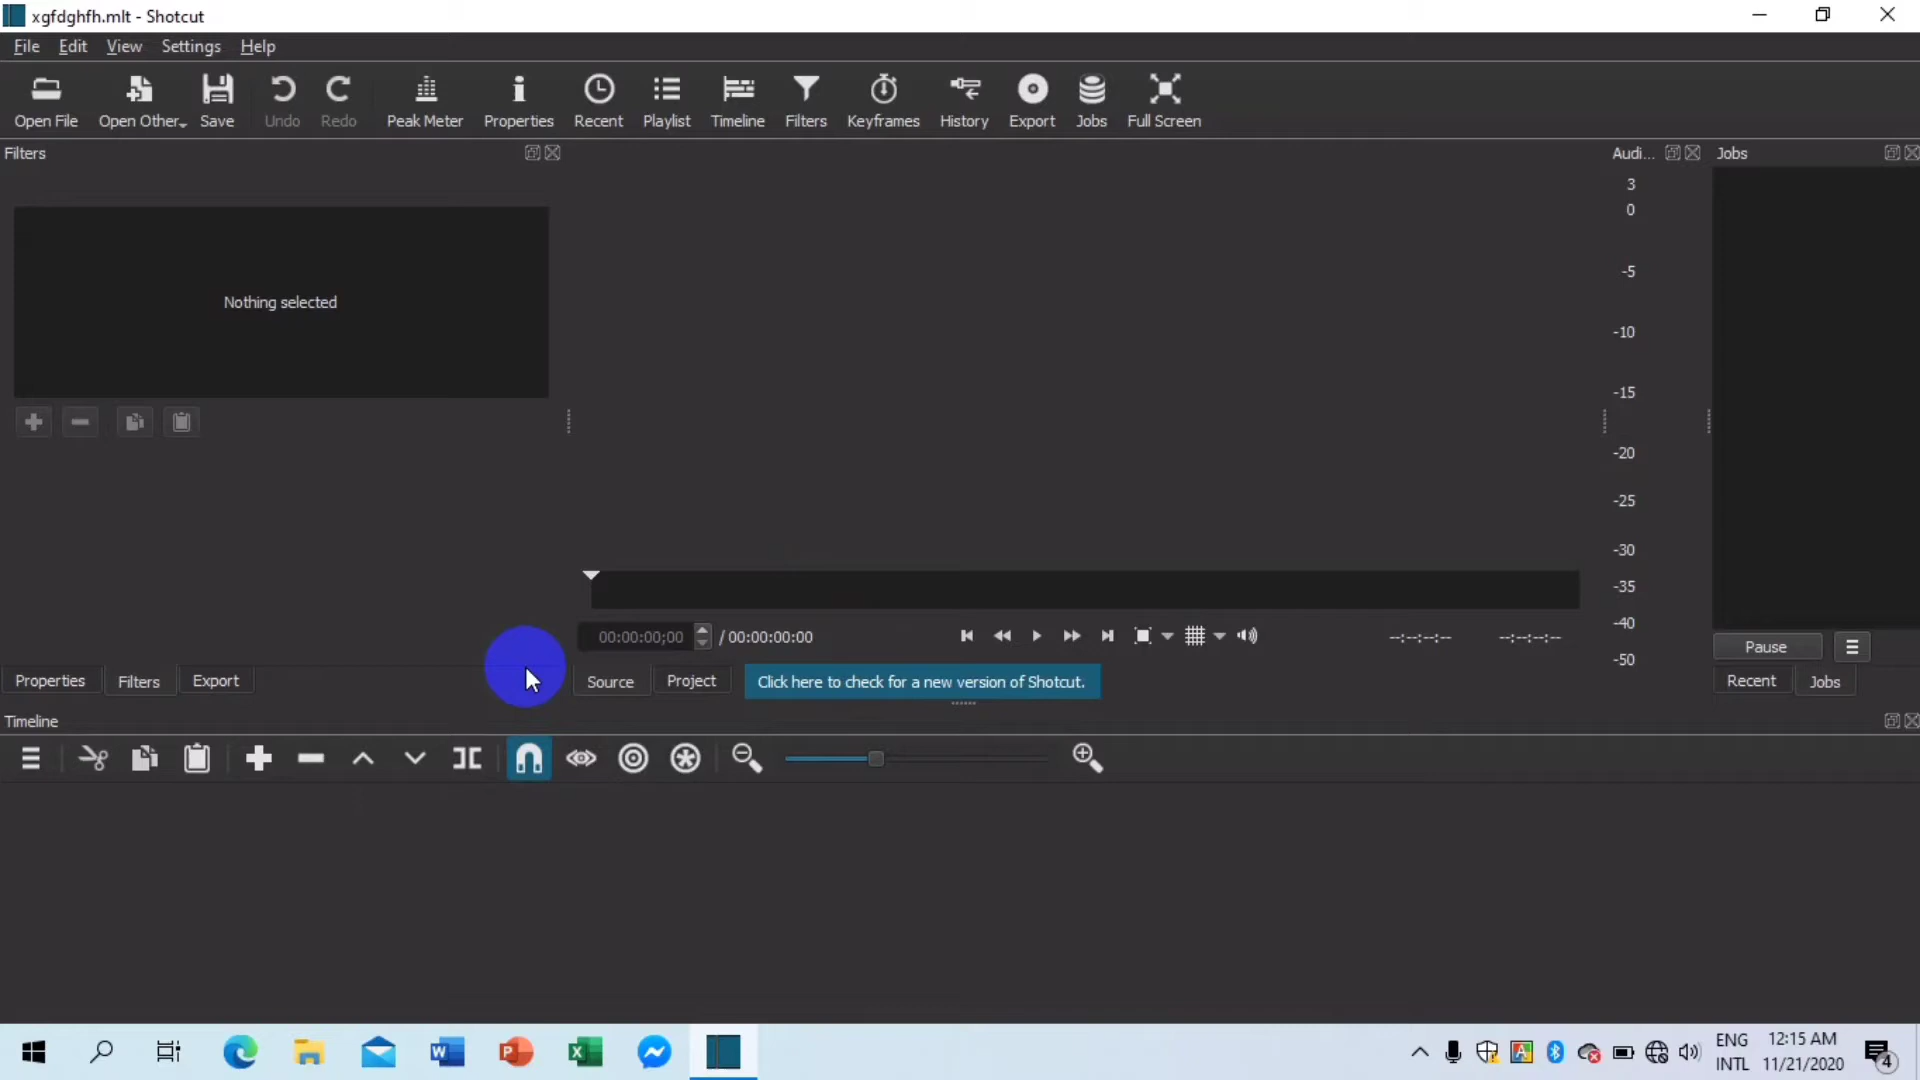 xgfdghfh.mlt - Shotcut
File Edit View Settings Help
Open File Open Other... Save Undo Redo Peak Meter Properties Recent Playlist Timeline Filters Keyframes History Export Jobs Full Screen
Filters
Audi... Jobs
3
0
-5
-10
-15
-20
-25
-30
-35
-40
-50
Nothing selected
00:00:00;00 / 00:00:00:00
--:--:--:-- --:--:--:--
Pause
Properties Filters Export
Source Project Click here to check for a new version of Shotcut.
Recent Jobs
Timeline
ENG
INTL
12:15 AM
11/21/2020
4